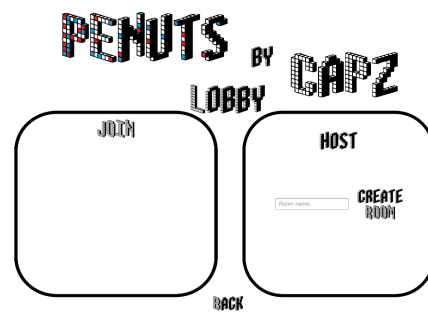 PENUTS
BY
CAPZ
LOBBY
JOIN
HOST
Room name...
CREATE
ROOM
BACK